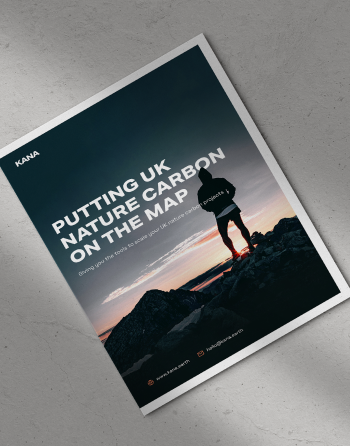 KANA
PUTTING UK
NATURE CARBON
ON THE MAP
Giving you the tools to scale your UK nature carbon projects
www.kana.earth
hello@kana.earth